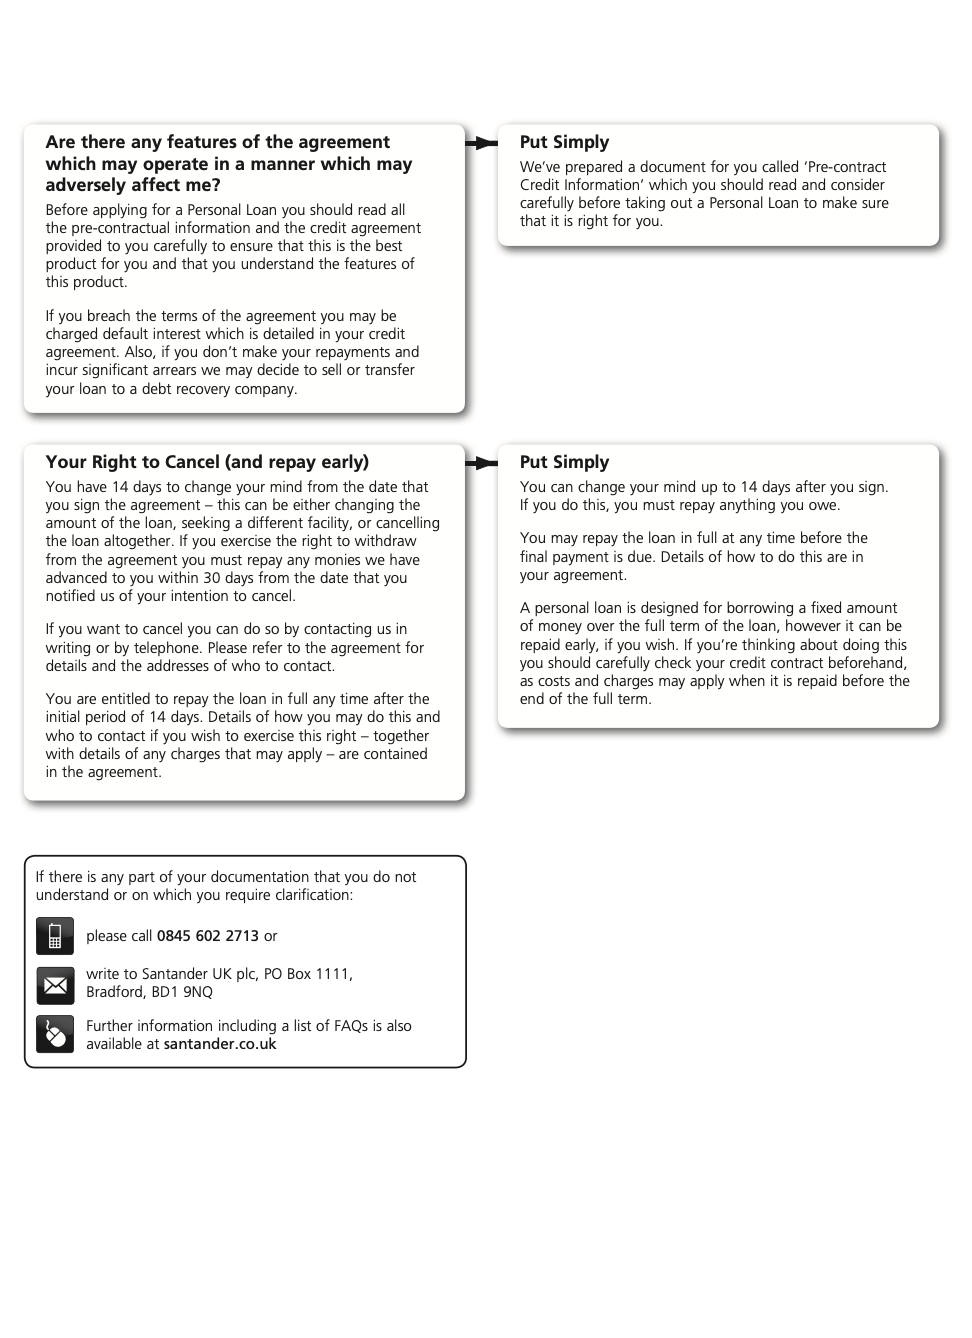 Are there any features of the agreement
which may operate in a manner which may
adversely affect me?
Before applying for a Personal Loan you should read all
the pre-contractual information and the credit agreement
provided to you carefully to ensure that this is the best
product for you and that you understand the features of
this product.
If you breach the terms of the agreement you may be
charged default interest which is detailed in your credit
agreement. Also, if you don’t make your repayments and
incur significant arrears we may decide to sell or transfer
your loan to a debt recovery company.
Put Simply
We’ve prepared a document for you called ‘Pre-contract
Credit Information’ which you should read and consider
carefully before taking out a Personal Loan to make sure
that it is right for you.
Your Right to Cancel (and repay early)
You have 14 days to change your mind from the date that
you sign the agreement – this can be either changing the
amount of the loan, seeking a different facility, or cancelling
the loan altogether. If you exercise the right to withdraw
from the agreement you must repay any monies we have
advanced to you within 30 days from the date that you
notified us of your intention to cancel.
If you want to cancel you can do so by contacting us in
writing or by telephone. Please refer to the agreement for
details and the addresses of who to contact.
You are entitled to repay the loan in full any time after the
initial period of 14 days. Details of how you may do this and
who to contact if you wish to exercise this right – together
with details of any charges that may apply – are contained
in the agreement.
Put Simply
You can change your mind up to 14 days after you sign.
If you do this, you must repay anything you owe.
You may repay the loan in full at any time before the
final payment is due. Details of how to do this are in
your agreement.
A personal loan is designed for borrowing a fixed amount
of money over the full term of the loan, however it can be
repaid early, if you wish. If you’re thinking about doing this
you should carefully check your credit contract beforehand,
as costs and charges may apply when it is repaid before the
end of the full term.
If there is any part of your documentation that you do not
understand or on which you require clarification:
please call 0845 602 2713 or
write to Santander UK plc, PO Box 1111,
Bradford, BD1 9NQ
Further information including a list of FAQs is also
available at santander.co.uk